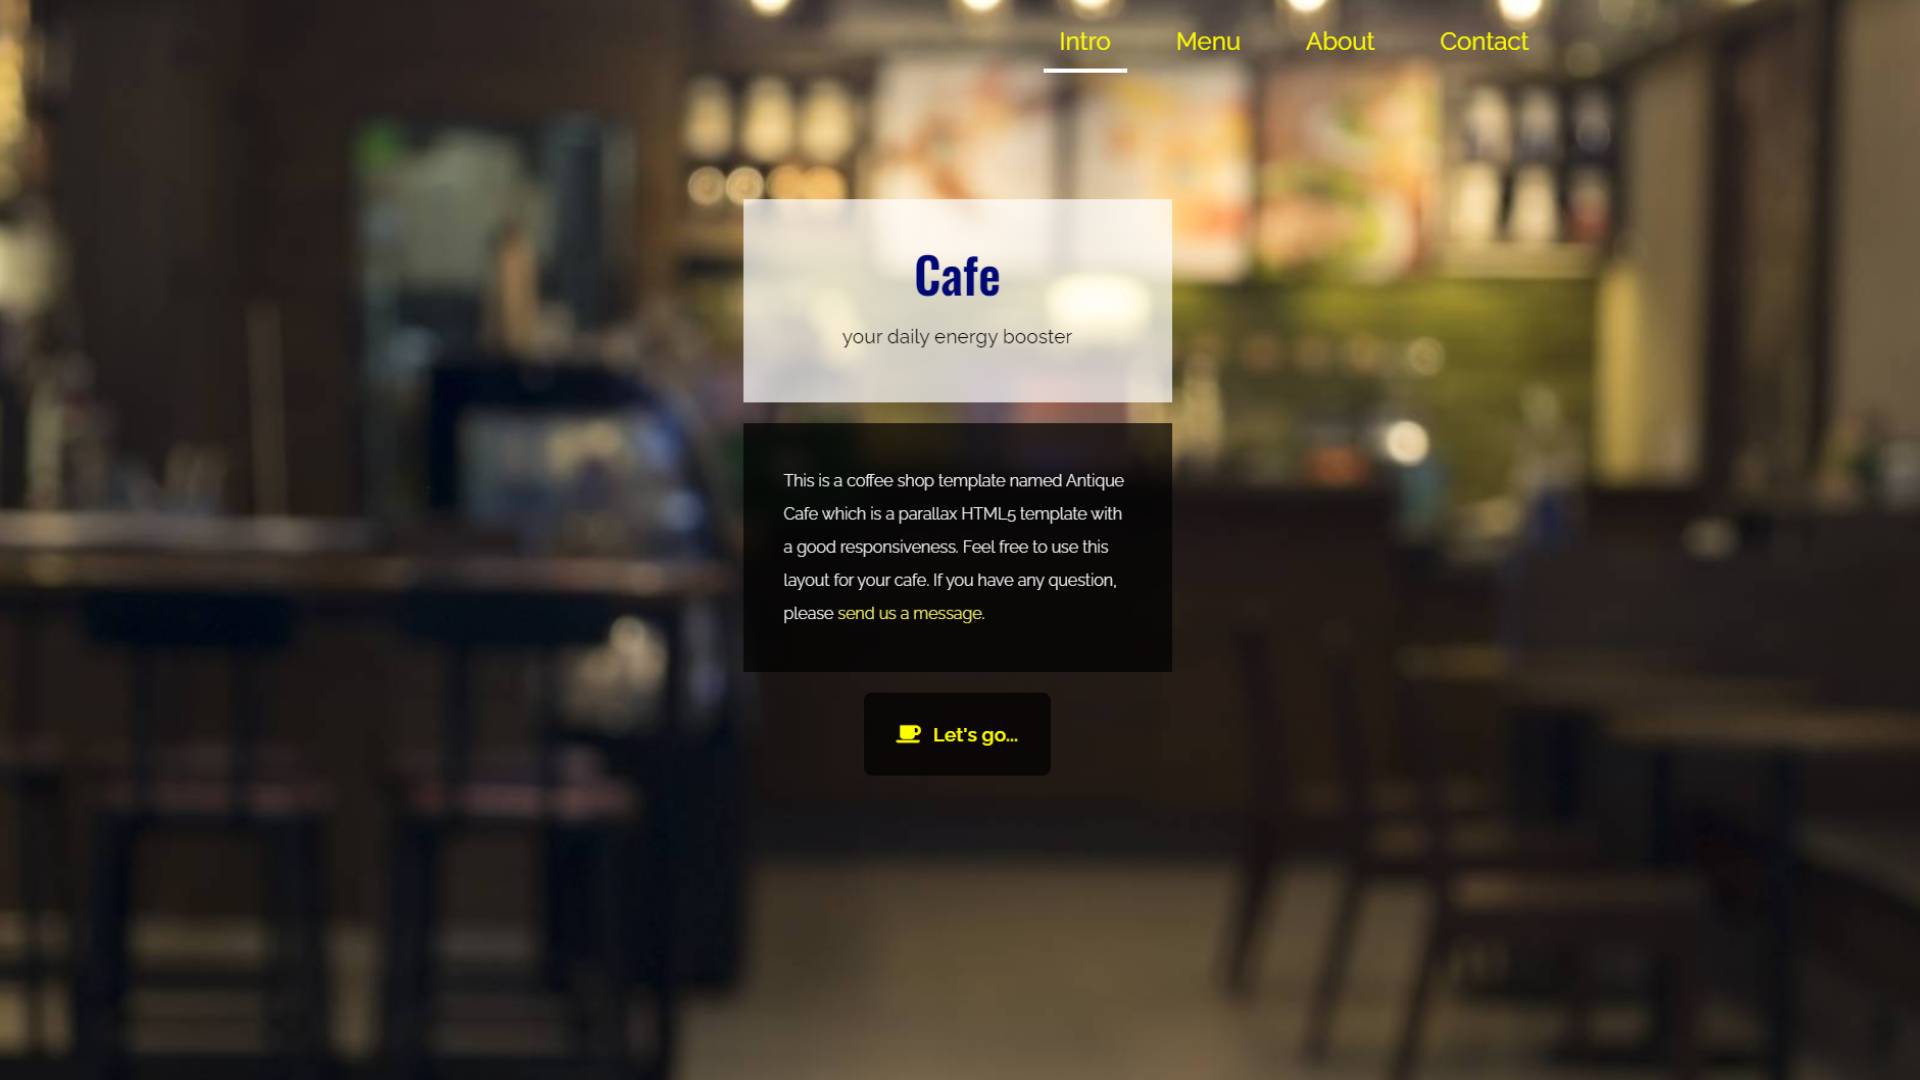 Intro Menu About Contact
Cafe
your daily energy booster
This is a coffee shop template named Antique
Cafe which is a parallax HTML5 template with
a good responsiveness. Feel free to use this
layout for your cafe. If you have any question,
please send us a message.
Let's go...